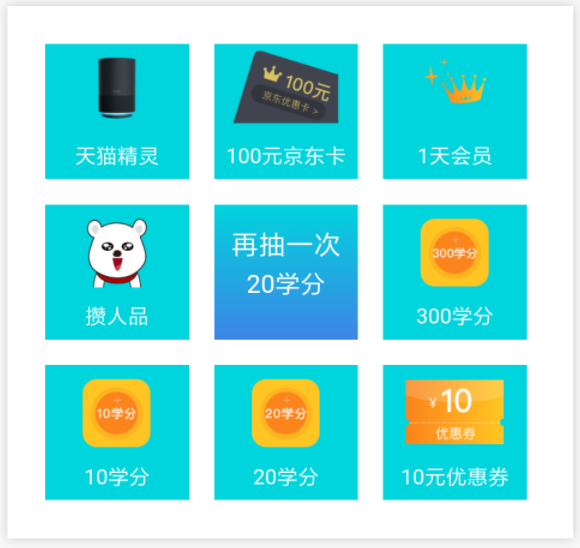 100元
京东优惠卡 >
天猫精灵
100元京东卡
1天会员
再抽一次
20学分
300学分
攒人品
300学分
10学分
20学分
¥10
优惠券
10学分
20学分
10元优惠券